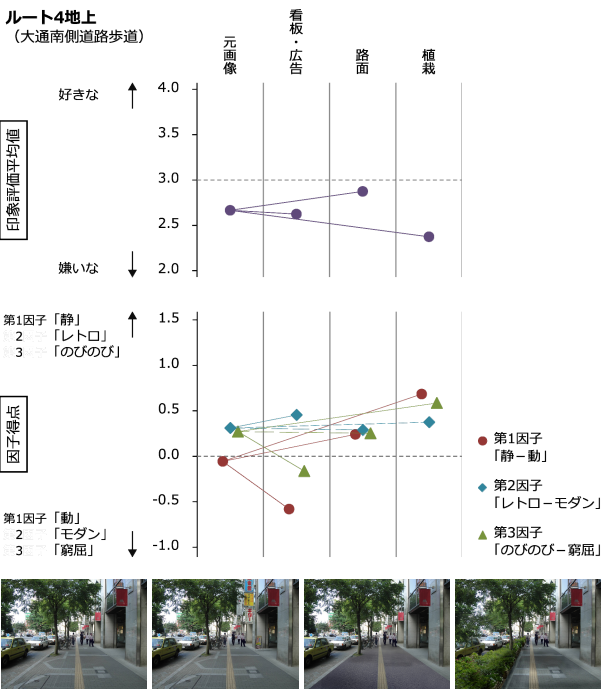 ルート4地上
（大通南側道路歩道）
元画像
看板・広告
路面
植栽
印象評価平均値
好きな
嫌いな
4.0
3.5
3.0
2.5
2.0
第1因子「静」
2 「レトロ」
3 「のびのび」
因子得点
第1因子「動」
2 「モダン」
3 「窮屈」
1.5
1.0
0.5
0.0
-0.5
-1.0
第1因子
「静－動」
第2因子
「レトロ－モダン」
第3因子
「のびのび－窮屈」